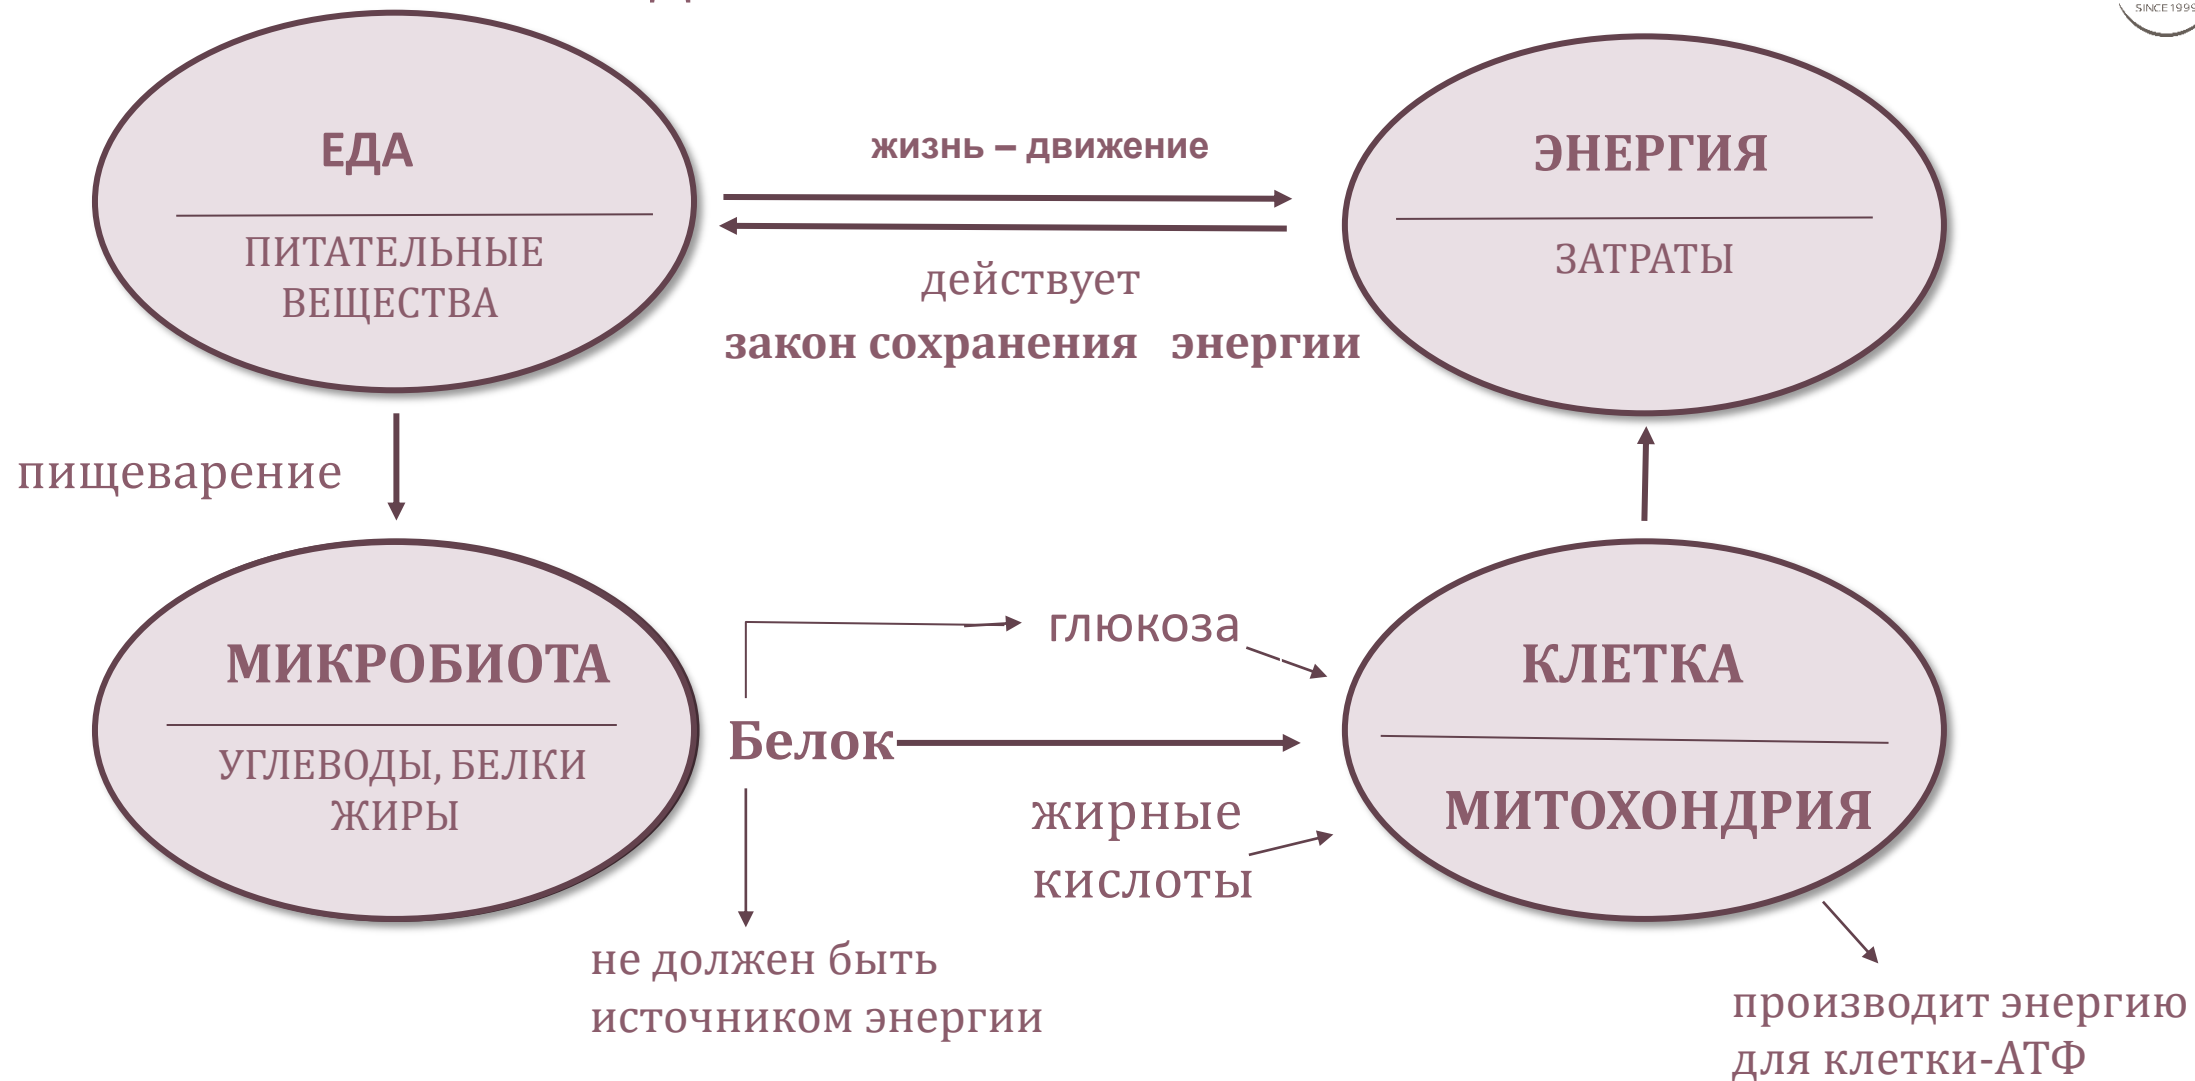 SINCE 1999
ЕДА
ПИТАТЕЛЬНЫЕ
ВЕЩЕСТВА
жизнь – движение
действует
закон сохранения энергии
ЭНЕРГИЯ
ЗАТРАТЫ
пищеварение
МИКРОБИОТА
УГЛЕВОДЫ, БЕЛКИ
ЖИРЫ
глюкоза
Белок
жирные
кислоты
КЛЕТКА
МИТОХОНДРИЯ
не должен быть
источником энергии
производит энергию
для клетки-АТФ